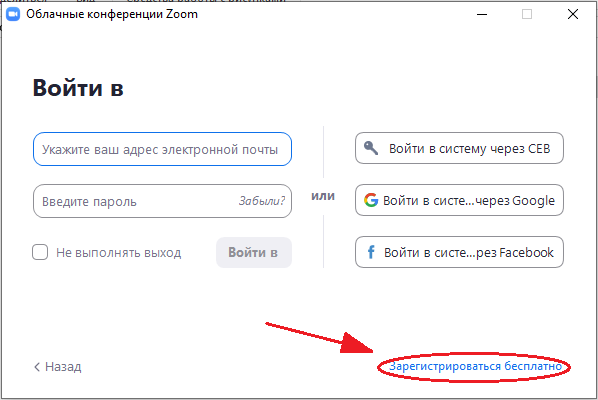 Облачные конференции Zoom
Войти в
Укажите ваш адрес электронной почты
Введите пароль
Забыли?
Не выполнять выход
Войти в
или
Войти в систему через СЕВ
Войти в систе...через Google
Войти в систе...рез Facebook
Назад
Зарегистрироваться бесплатно